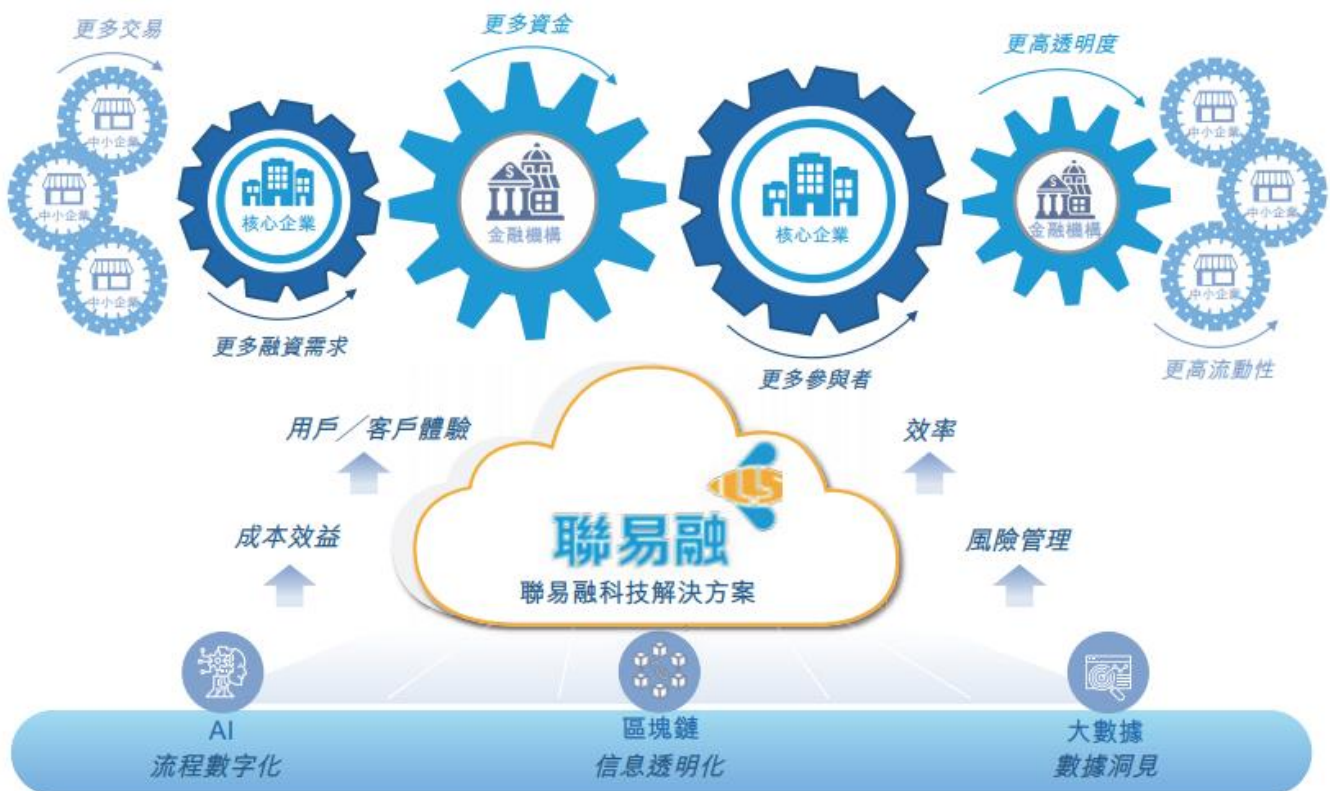 更多交易
更多資金
更高透明度
中小企業
中小企業
中小企業
核心企業
金融機構
核心企業
金融機構
中小企業
中小企業
中小企業
更多融資需求
更多參與者
更高流動性
用戶／客戶體驗
效率
成本效益
風險管理
LLS
聯易融
聯易融科技解決方案
AI
區塊鏈
大數據
流程數字化
信息透明化
數據洞見